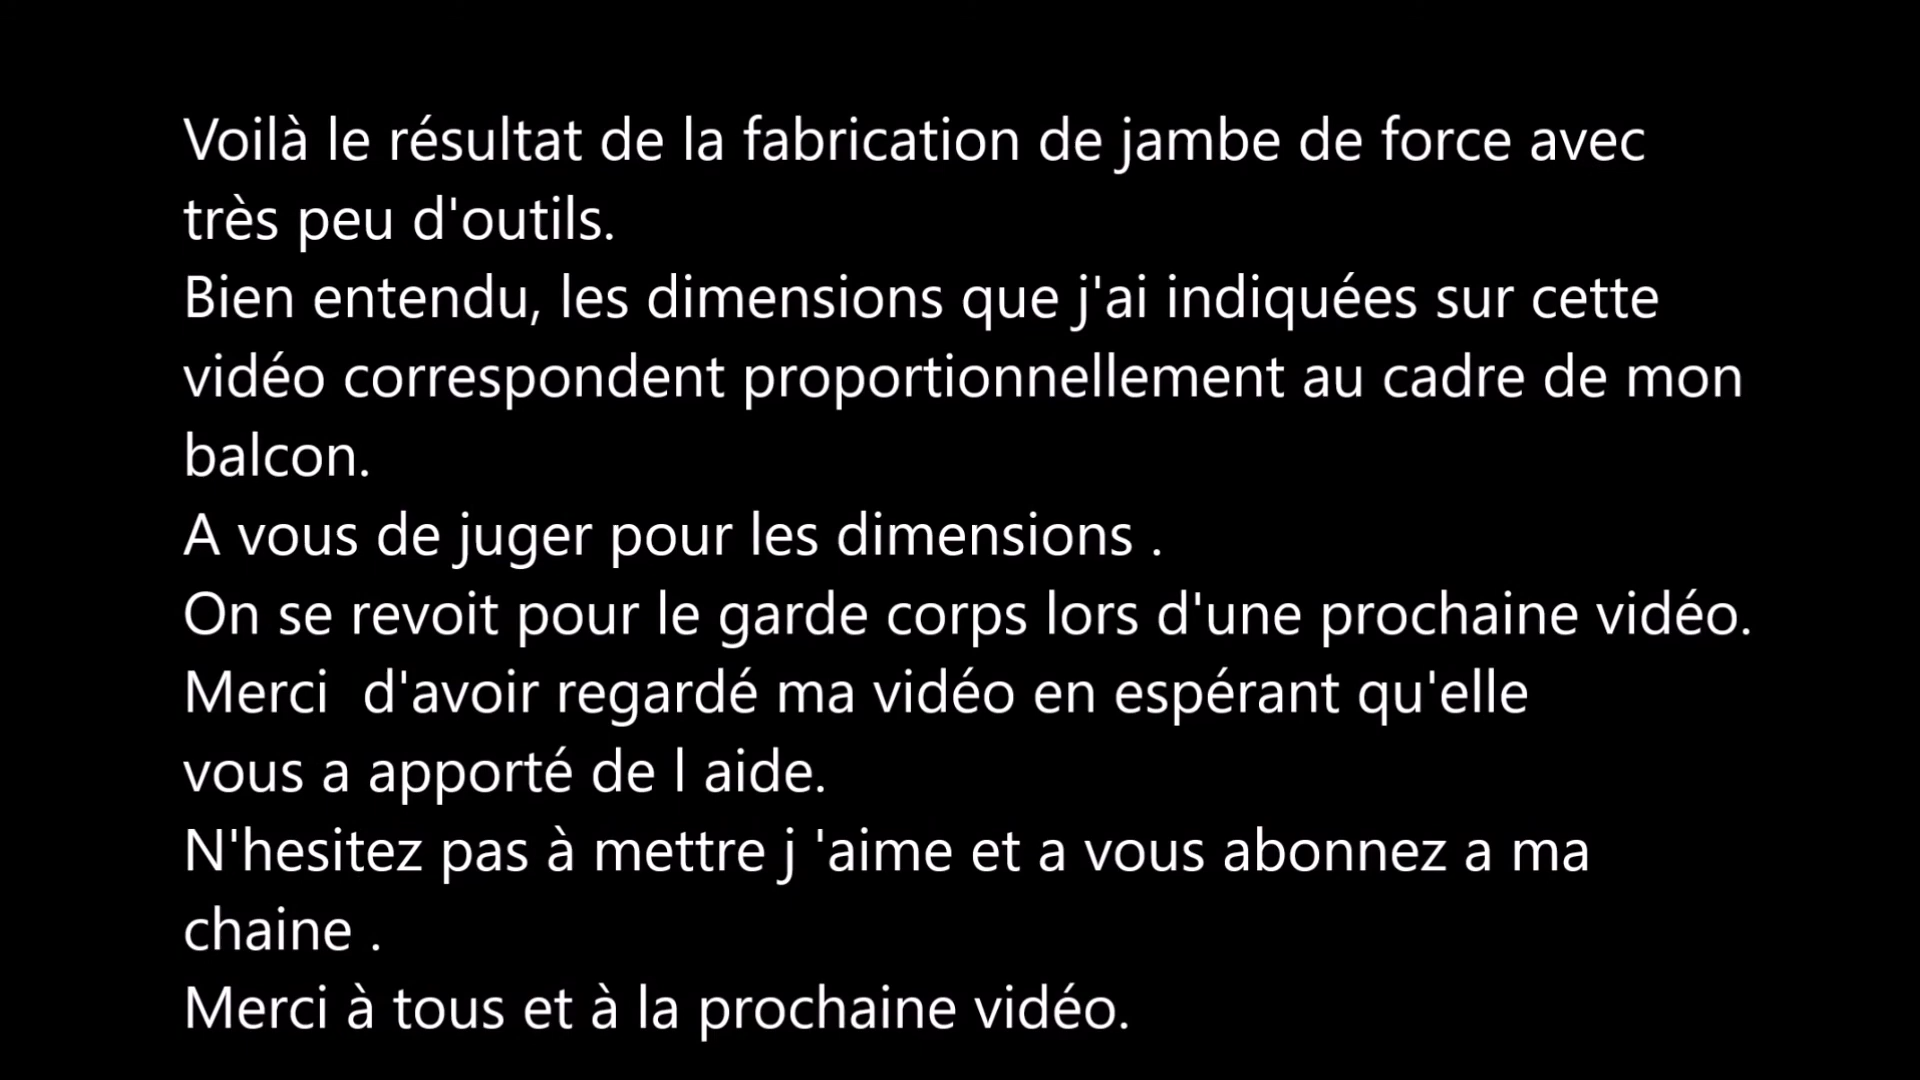 Voilà le résultat de la fabrication de jambe de force avec
très peu d'outils.
Bien entendu, les dimensions que j'ai indiquées sur cette
vidéo correspondent proportionnellement au cadre de mon
balcon.
A vous de juger pour les dimensions .
On se revoit pour le garde corps lors d'une prochaine vidéo.
Merci  d'avoir regardé ma vidéo en espérant qu'elle
vous a apporté de l aide.
N'hesitez pas à mettre j 'aime et a vous abonnez a ma
chaine .
Merci à tous et à la prochaine vidéo.